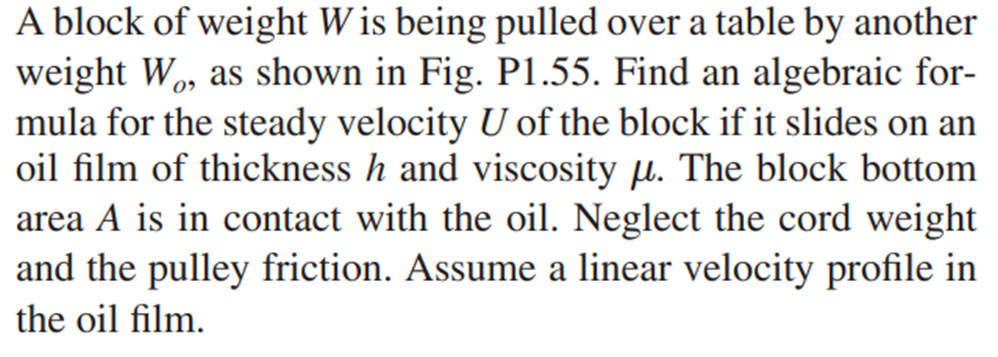 A block of weight W is being pulled over a table by another
weight Wₒ, as shown in Fig. P1.55. Find an algebraic for-
mula for the steady velocity U of the block if it slides on an
oil film of thickness h and viscosity μ. The block bottom
area A is in contact with the oil. Neglect the cord weight
and the pulley friction. Assume a linear velocity profile in
the oil film.